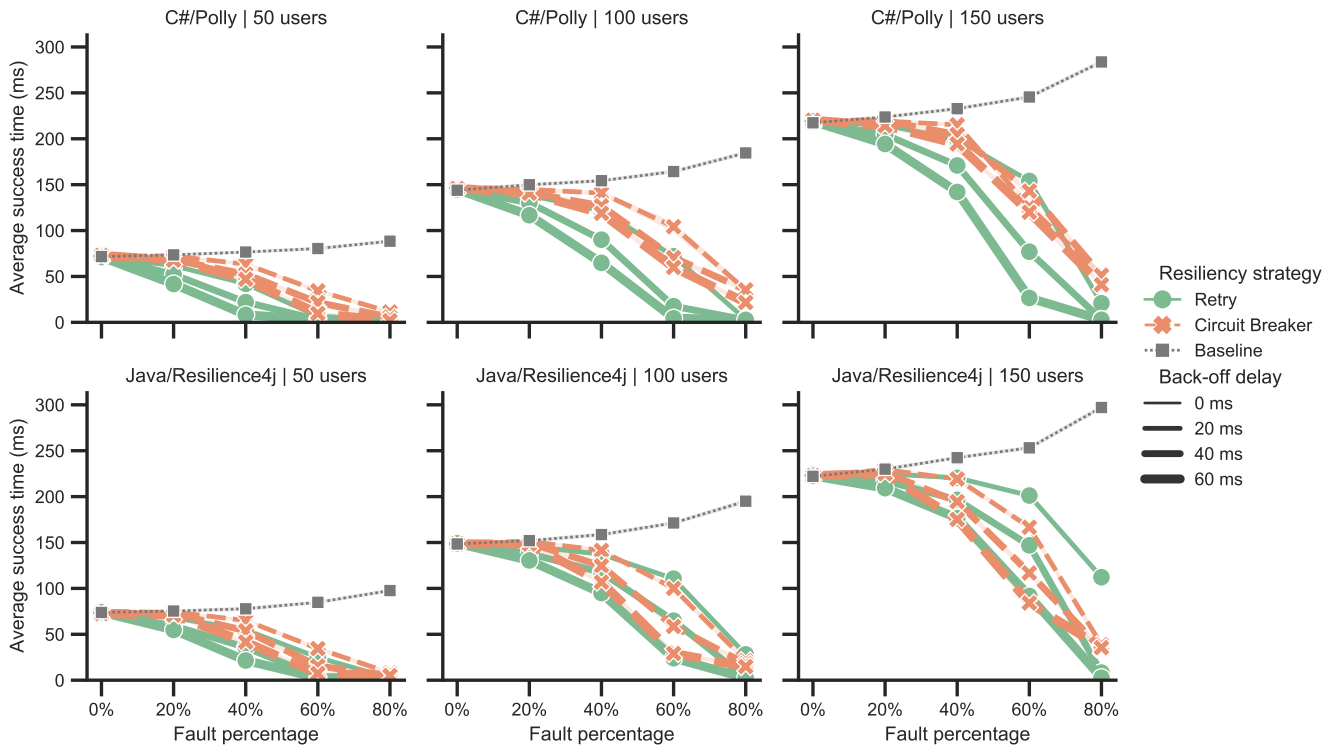 C#/Polly | 50 users
C#/Polly | 100 users
C#/Polly | 150 users
Average success time (ms)
300
250
200
150
100
50
0
Resiliency strategy
Retry
Circuit Breaker
Baseline
Back-off delay
0 ms
20 ms
40 ms
60 ms
Java/Resilience4j | 50 users
Java/Resilience4j | 100 users
Java/Resilience4j | 150 users
Average success time (ms)
300
250
200
150
100
50
0
0% 20% 40% 60% 80%
0% 20% 40% 60% 80%
0% 20% 40% 60% 80%
Fault percentage
Fault percentage
Fault percentage